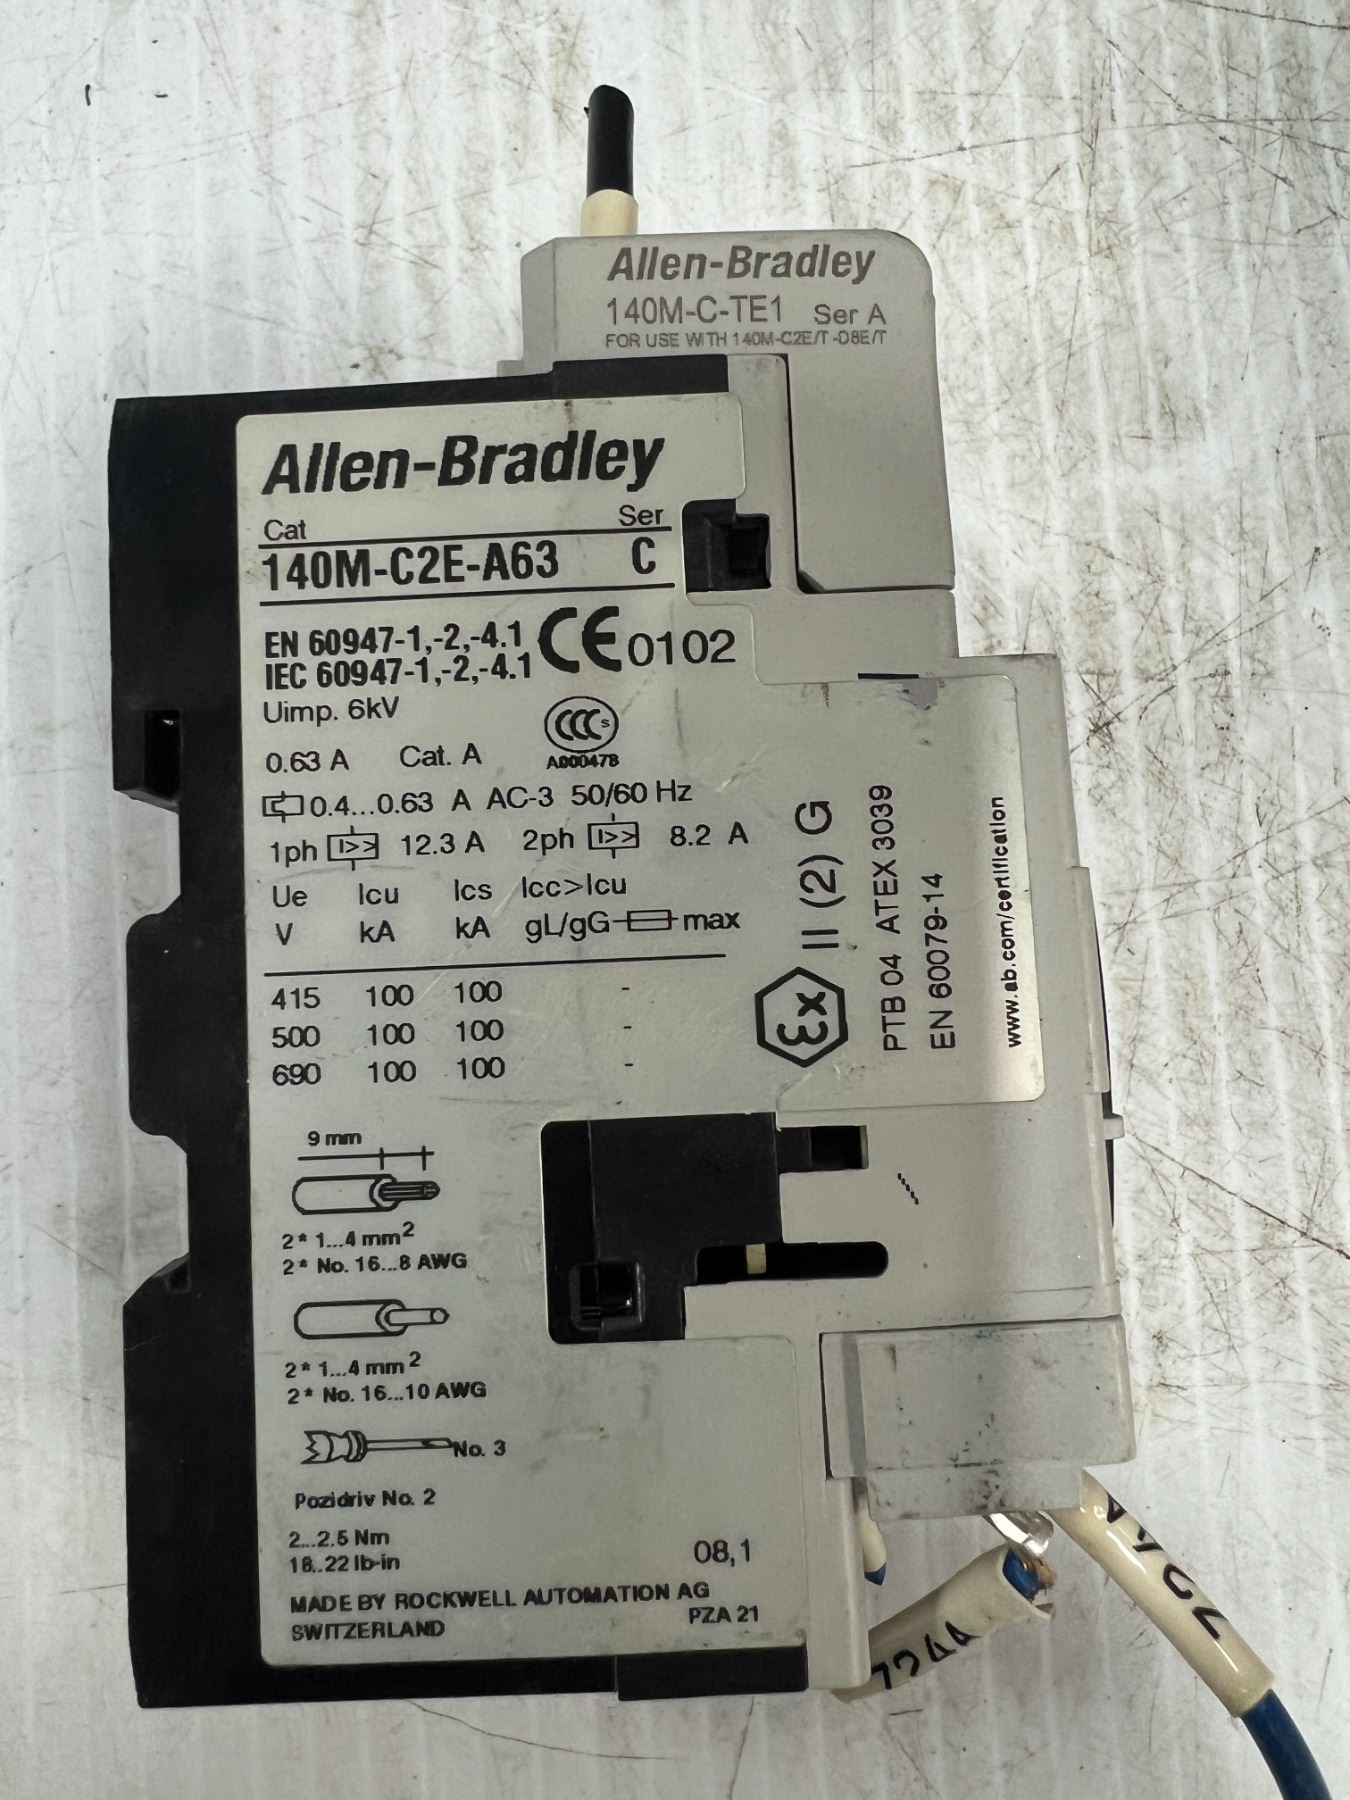 Allen-Bradley
140M-C-TE1 Ser A
FOR USE WITH 140M-C2E/T -D8E/T
Allen-Bradley
Cat Ser
140M-C2E-A63 C
EN 60947-1,-2,-4.1
IEC 60947-1,-2,-4.1
CE 0102
Uimp. 6kV
CCC S
A000478
0.63 A Cat. A
0.4...0.63 A AC-3 50/60 Hz
1ph I>> 12.3 A 2ph I>> 8.2 A
Ue Icu Ics Icc>Icu
V kA kA gL/gG max
415 100 100 -
500 100 100 -
690 100 100 -
Ex II (2) G
PTB 04 ATEX 3039
EN 60079-14
www.ab.com/certification
9 mm
2* 1...4 mm²
2* No. 16...8 AWG
2* 1...4 mm²
2* No. 16...10 AWG
No. 3
Pozidriv No. 2
2...2.5 Nm
18..22 lb-in
08,1
MADE BY ROCKWELL AUTOMATION AG
SWITZERLAND PZA 21